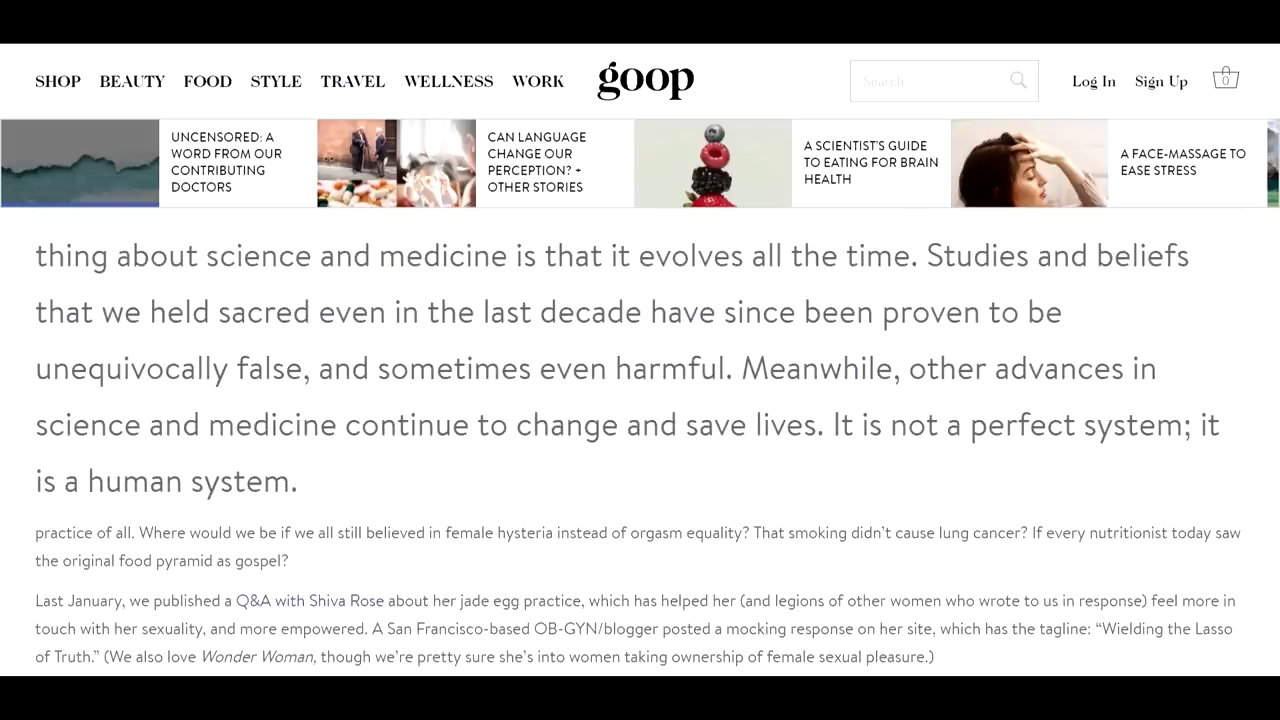 SHOP BEAUTY FOOD STYLE TRAVEL WELLNESS WORK goop Search Log In Sign Up 0
UNCENSORED: A
WORD FROM OUR
CONTRIBUTING
DOCTORS
CAN LANGUAGE
CHANGE OUR
PERCEPTION? +
OTHER STORIES
A SCIENTIST'S GUIDE
TO EATING FOR BRAIN
HEALTH
A FACE-MASSAGE TO
EASE STRESS
thing about science and medicine is that it evolves all the time. Studies and beliefs
that we held sacred even in the last decade have since been proven to be
unequivocally false, and sometimes even harmful. Meanwhile, other advances in
science and medicine continue to change and save lives. It is not a perfect system; it
is a human system.
practice of all. Where would we be if we all still believed in female hysteria instead of orgasm equality? That smoking didn’t cause lung cancer? If every nutritionist today saw
the original food pyramid as gospel?
Last January, we published a Q&A with Shiva Rose about her jade egg practice, which has helped her (and legions of other women who wrote to us in response) feel more in
touch with her sexuality, and more empowered. A San Francisco-based OB-GYN/blogger posted a mocking response on her site, which has the tagline: “Wielding the Lasso
of Truth.” (We also love Wonder Woman, though we’re pretty sure she’s into women taking ownership of female sexual pleasure.)